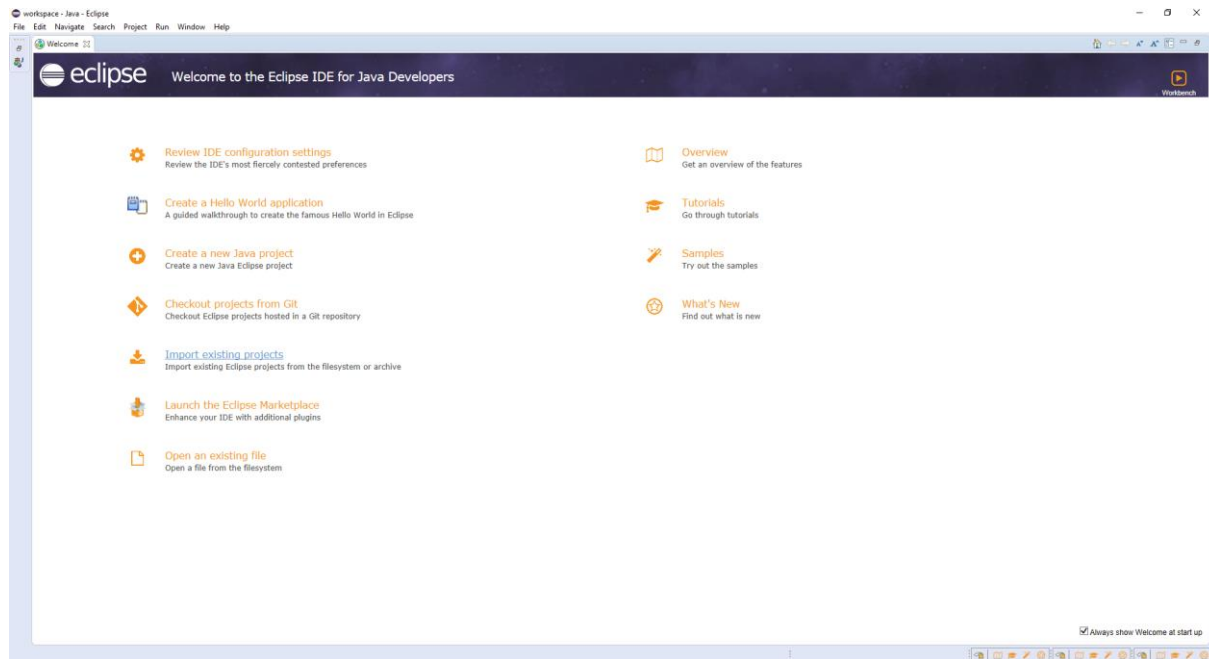 workspace - Java - Eclipse
File Edit Navigate Search Project Run Window Help
Welcome
eclipse Welcome to the Eclipse IDE for Java Developers
Workbench
Review IDE configuration settings
Review the IDE's most fiercely contested preferences
Create a Hello World application
A guided walkthrough to create the famous Hello World in Eclipse
Create a new Java project
Create a new Java Eclipse project
Checkout projects from Git
Checkout Eclipse projects hosted in a Git repository
Import existing projects
Import existing Eclipse projects from the filesystem or archive
Launch the Eclipse Marketplace
Enhance your IDE with additional plugins
Open an existing file
Open a file from the filesystem
Overview
Get an overview of the features
Tutorials
Go through tutorials
Samples
Try out the samples
What's New
Find out what is new
Always show Welcome at start up